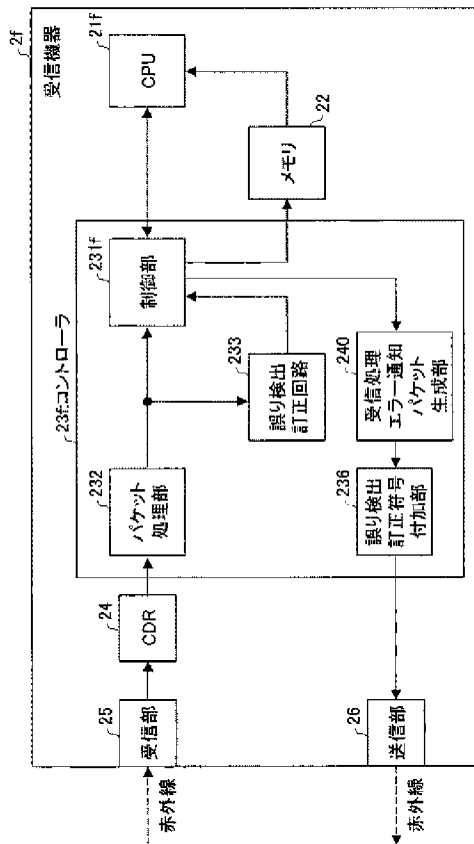 2f
受信機器
21f
CPU
22
メモリ
23f:コントローラ
231f
制御部
233
誤り検出
訂正回路
240
受信処理
エラー通知
パケット
生成部
232
パケット
処理部
236
誤り検出
訂正符号
付加部
24
CDR
25
受信部
26
送信部
赤外線
赤外線